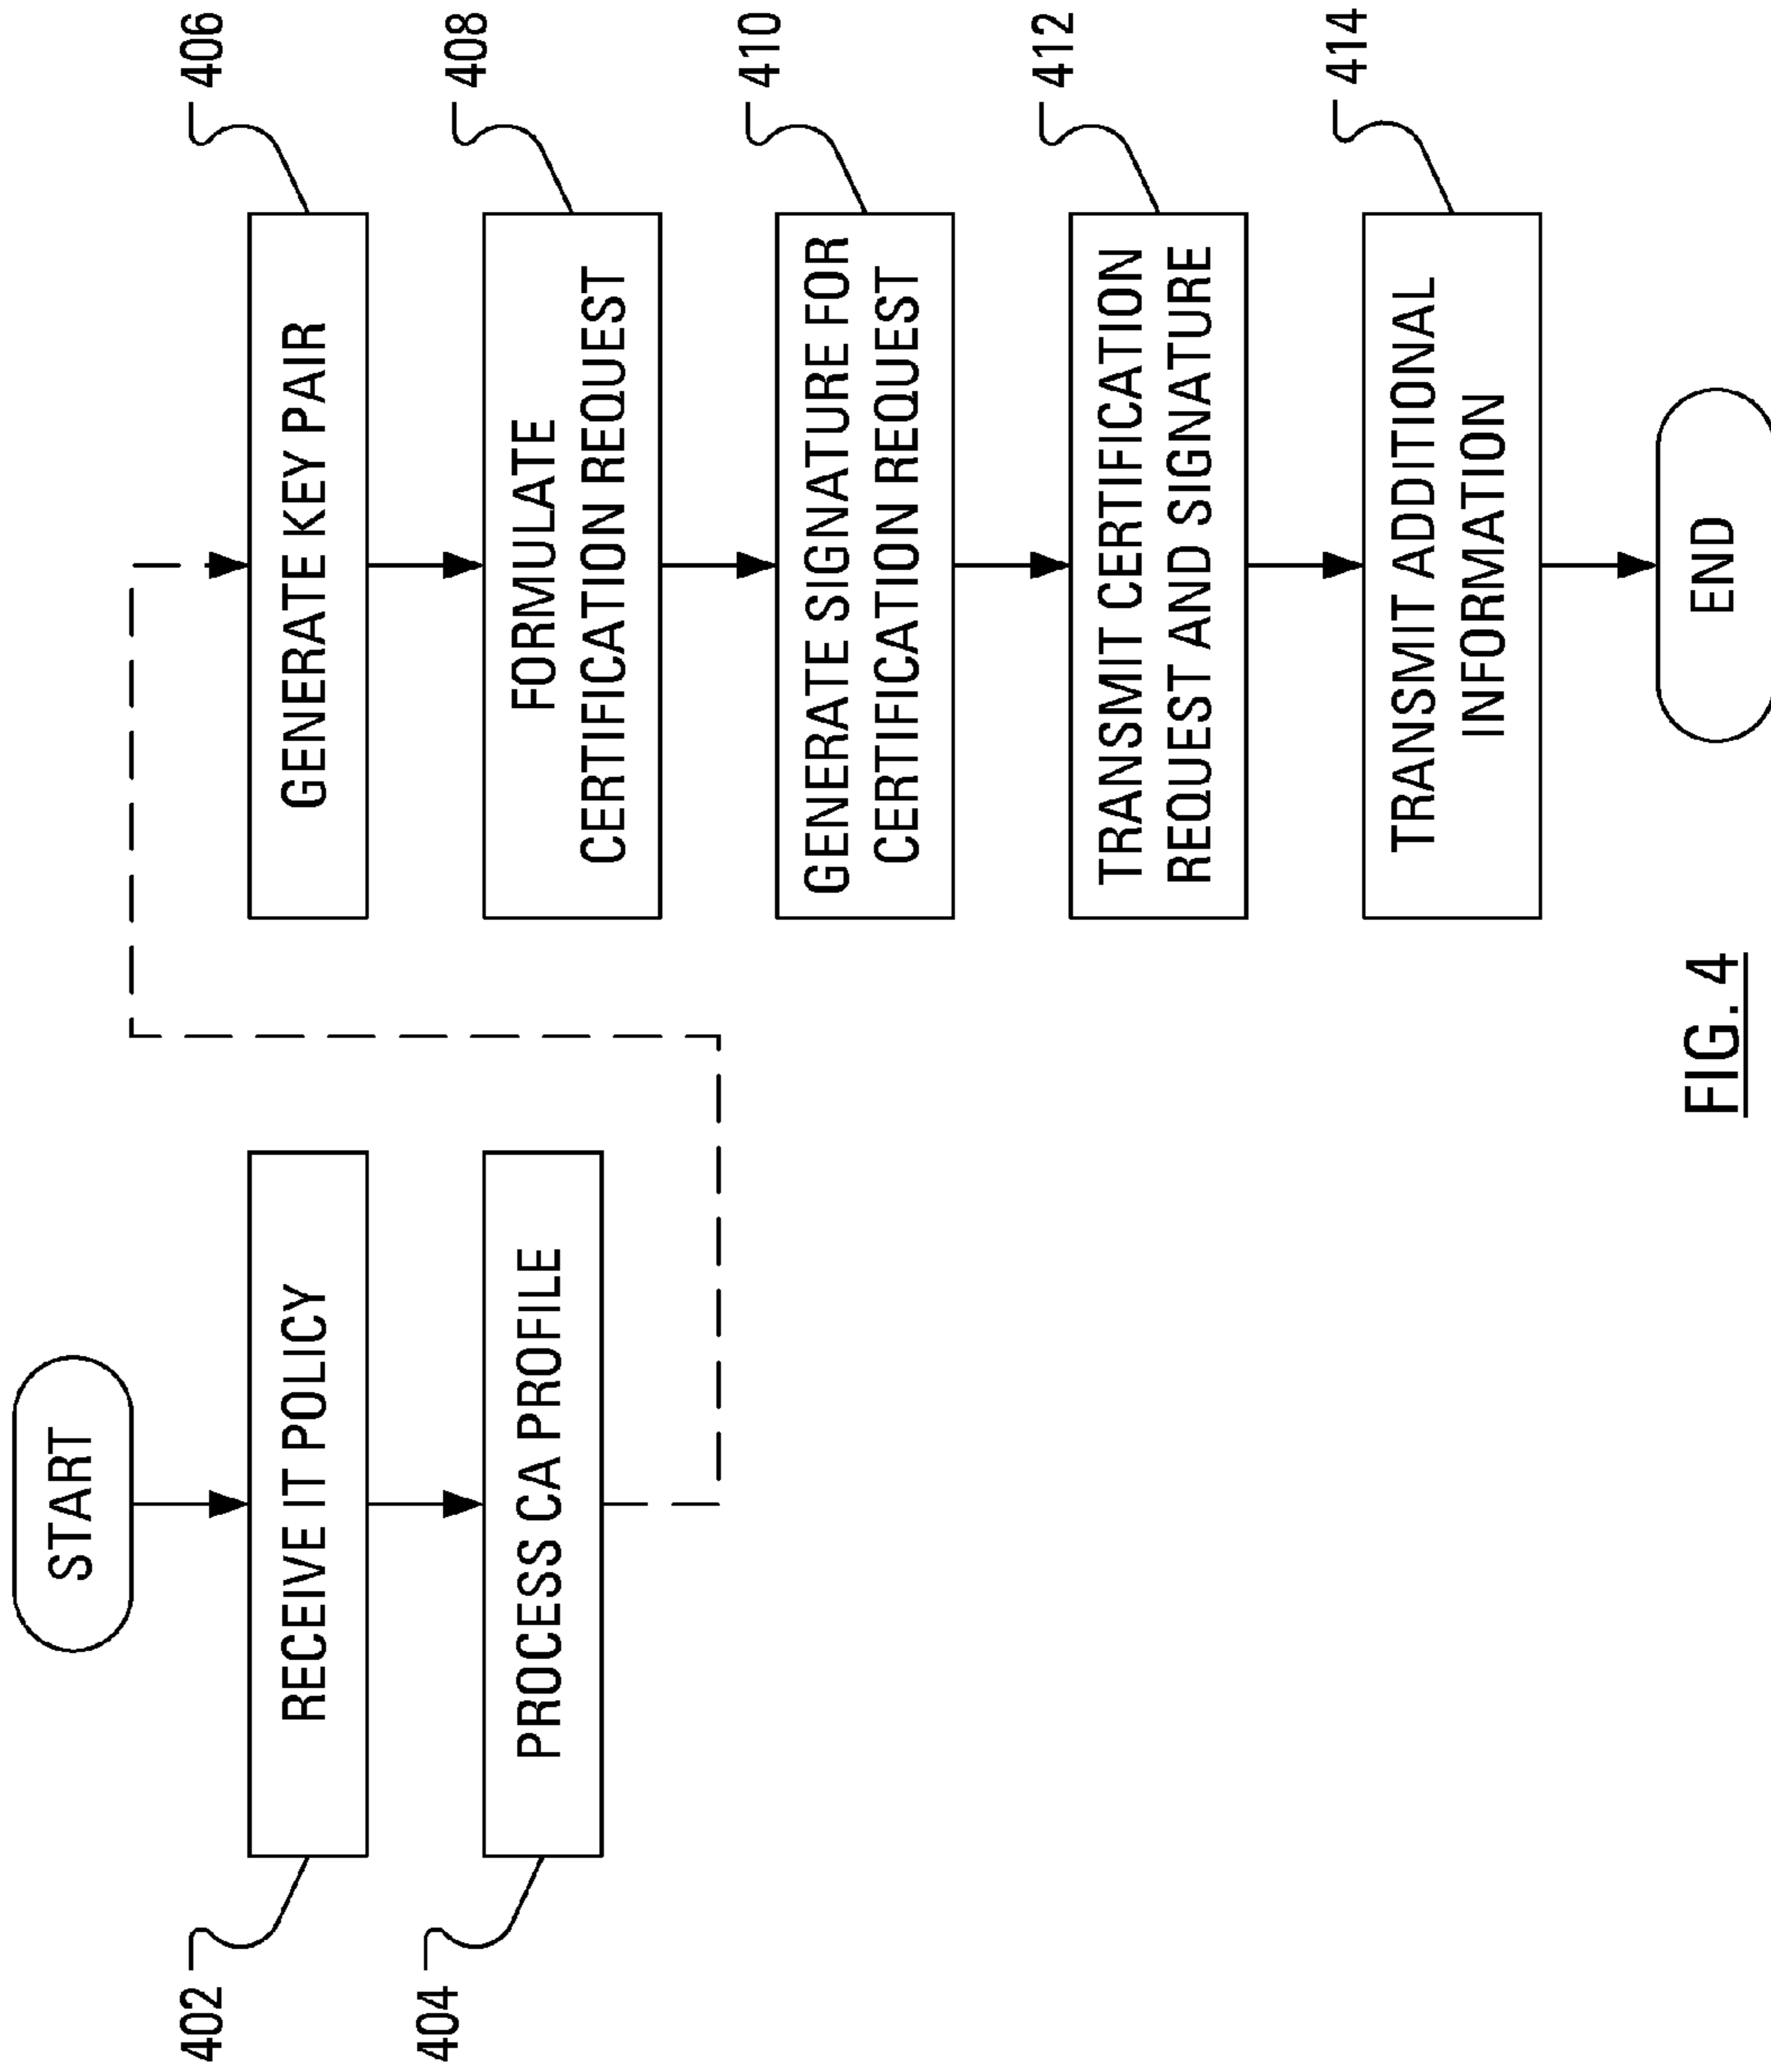 START
RECEIVE IT POLICY
402
PROCESS CA PROFILE
404
GENERATE KEY PAIR
406
FORMULATE
CERTIFICATION REQUEST
408
GENERATE SIGNATURE FOR
CERTIFICATION REQUEST
410
TRANSMIT CERTIFICATION
REQUEST AND SIGNATURE
412
TRANSMIT ADDITIONAL
INFORMATION
414
END
FIG. 4